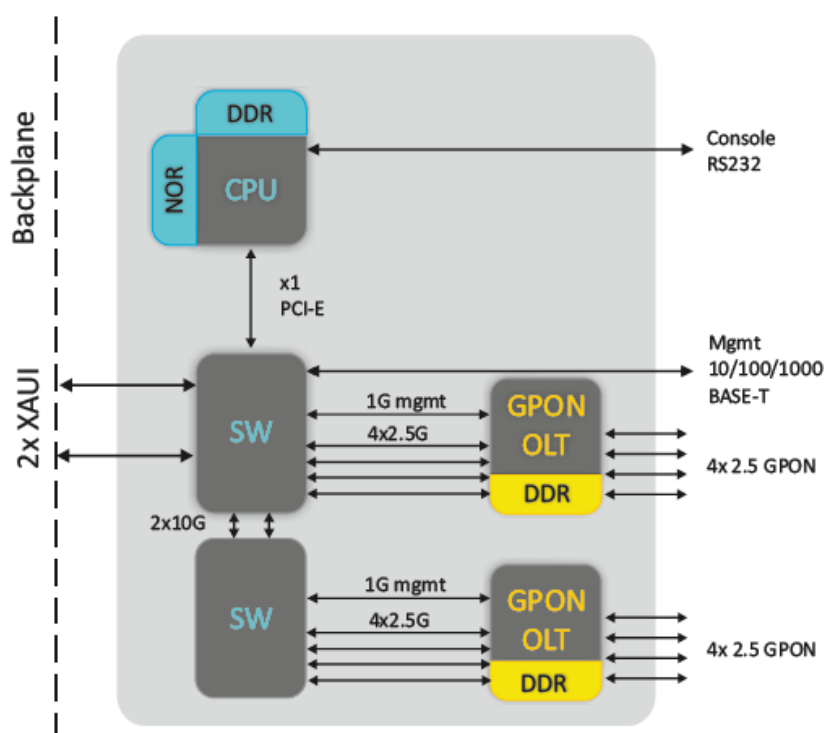 Backplane
2x XAUI
DDR
NOR
CPU
Console
RS232
x1
PCI-E
Mgmt
10/100/1000
BASE-T
SW
1G mgmt
4x2.5G
GPON
OLT
DDR
4x 2.5 GPON
2x10G
SW
1G mgmt
4x2.5G
GPON
OLT
DDR
4x 2.5 GPON